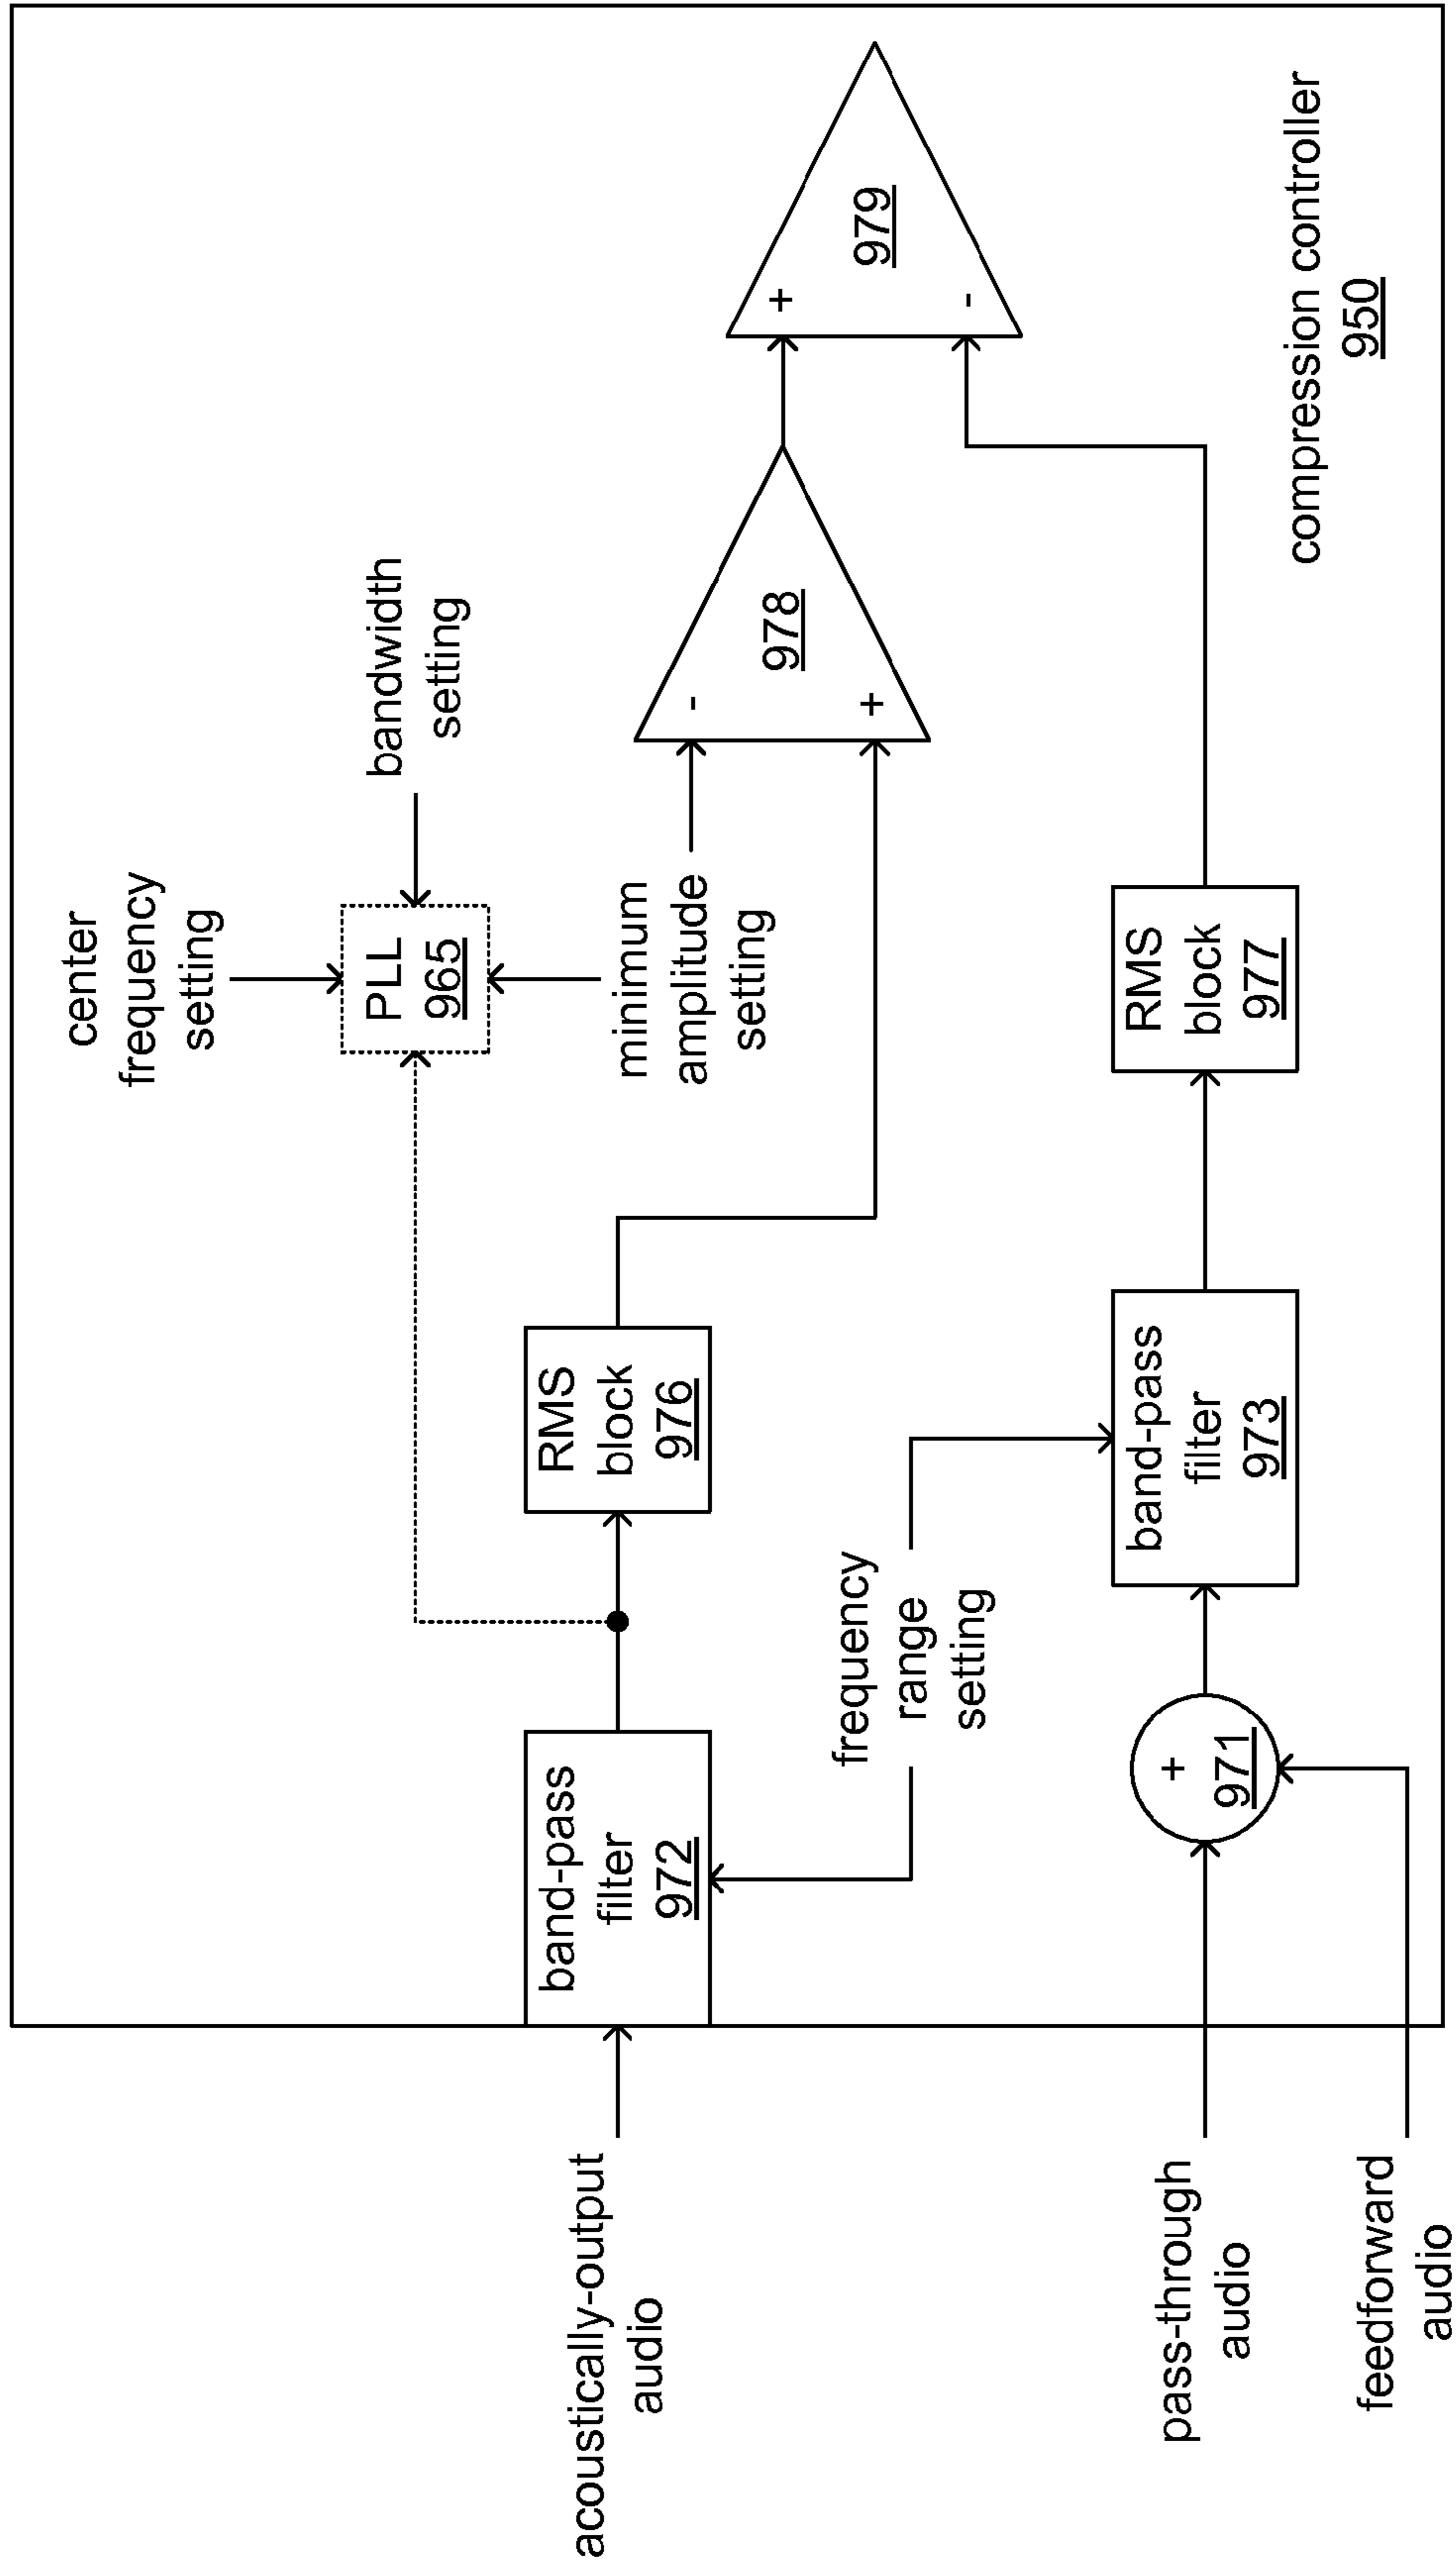 center
frequency
setting
PLL
965
bandwidth
setting
minimum
amplitude
setting
acoustically-output
audio
band-pass
filter
972
RMS
block
976
-
+
978
+
-
979
frequency
range
setting
pass-through
audio
feedforward
audio
+
971
band-pass
filter
973
RMS
block
977
compression controller
950